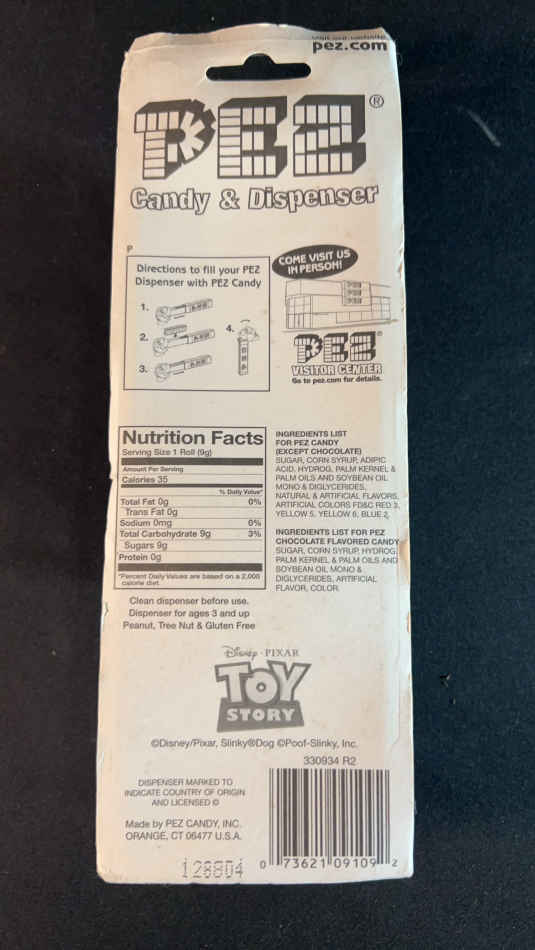 pez.com
PEZ®
Candy & Dispenser
P
Directions to fill your PEZ
Dispenser with PEZ Candy
1.
2.
3.
4.
COME VISIT US
IN PERSON!
PEZ®
VISITOR CENTER
Go to pez.com for details.
Nutrition Facts
Serving Size 1 Roll (9g)
Amount Per Serving
Calories 35
% Daily Value*
Total Fat 0g 0%
Trans Fat 0g
Sodium 0mg 0%
Total Carbohydrate 9g 3%
Sugars 9g
Protein 0g
*Percent Daily Values are based on a 2,000
calorie diet
INGREDIENTS LIST
FOR PEZ CANDY
(EXCEPT CHOCOLATE)
SUGAR, CORN SYRUP, ADIPIC
ACID, HYDROG. PALM KERNEL &
PALM OILS AND SOYBEAN OIL
MONO & DIGLYCERIDES,
NATURAL & ARTIFICIAL FLAVORS,
ARTIFICIAL COLORS FD&C RED 3,
YELLOW 5, YELLOW 6, BLUE 2.
INGREDIENTS LIST FOR PEZ
CHOCOLATE FLAVORED CANDY
SUGAR, CORN SYRUP, HYDROG.
PALM KERNEL & PALM OILS AND
SOYBEAN OIL MONO &
DIGLYCERIDES, ARTIFICIAL
FLAVOR, COLOR.
Clean dispenser before use.
Dispenser for ages 3 and up
Peanut, Tree Nut & Gluten Free
Disney · PIXAR
TOY
STORY
©Disney/Pixar, Slinky®Dog ©Poof-Slinky, Inc.
330934 R2
DISPENSER MARKED TO
INDICATE COUNTRY OF ORIGIN
AND LICENSED ©
Made by PEZ CANDY, INC.
ORANGE, CT 06477 U.S.A.
128804
0 73621 09109 2